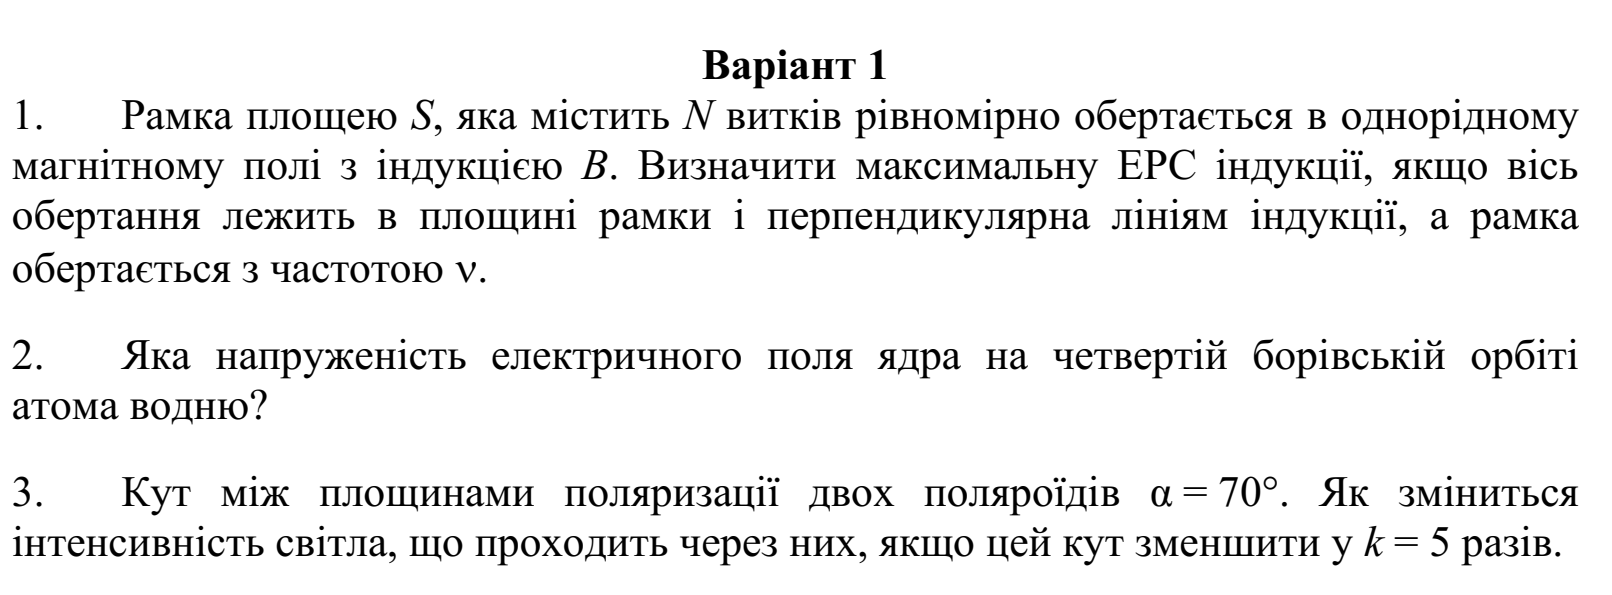 Варіант 1
1. Рамка площею S, яка містить N витків рівномірно обертається в однорідному
магнітному полі з індукцією B. Визначити максимальну ЕРС індукції, якщо вісь
обертання лежить в площині рамки і перпендикулярна лініям індукції, а рамка
обертається з частотою ν.
2. Яка напруженість електричного поля ядра на четвертій борівській орбіті
атома водню?
3. Кут між площинами поляризації двох поляроїдів α = 70°. Як зміниться
інтенсивність світла, що проходить через них, якщо цей кут зменшити у k = 5 разів.